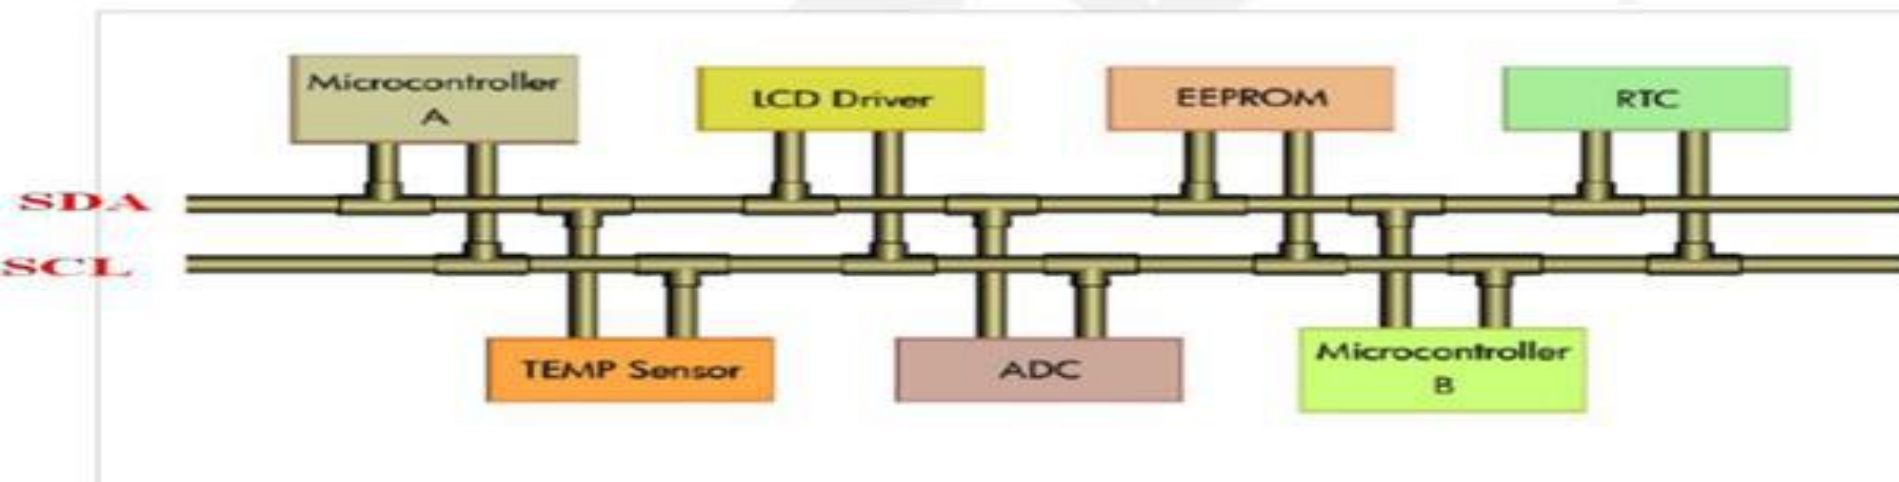 Microcontroller
A
LCD Driver
EEPROM
RTC
SDA
SCL
TEMP Sensor
ADC
Microcontroller
B